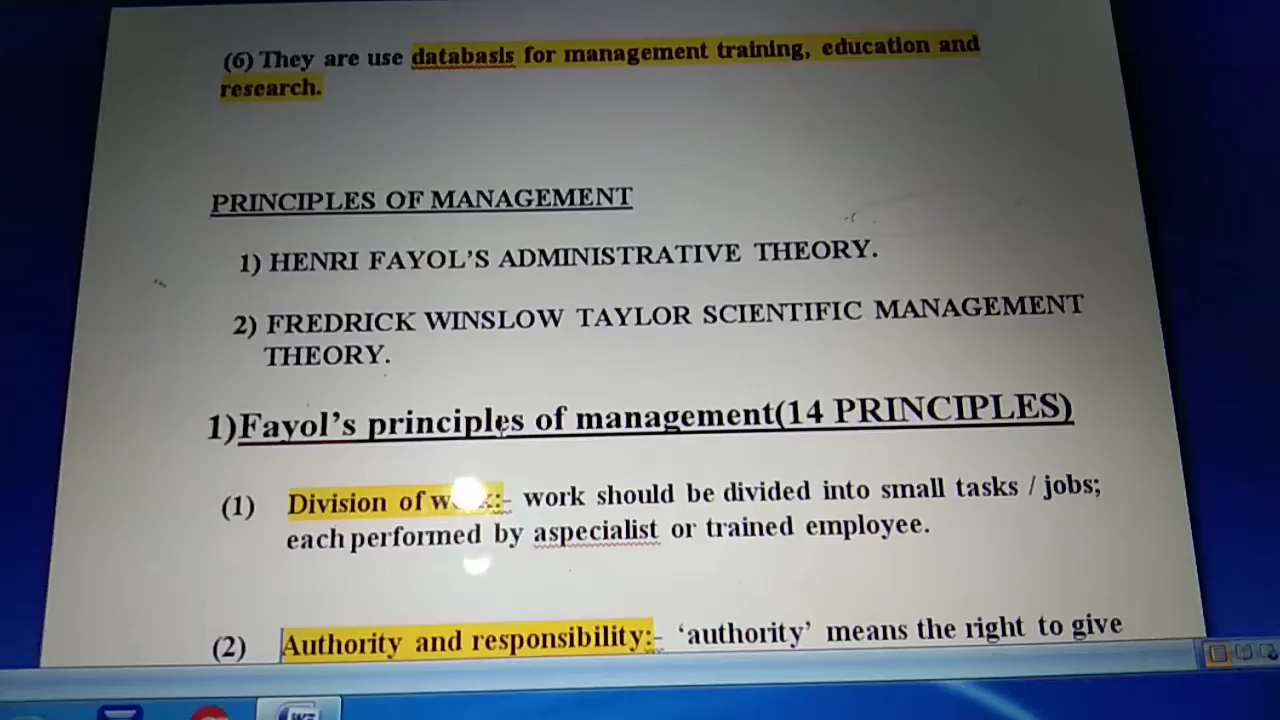 (6) They are use databasis for management training, education and
research.
PRINCIPLES OF MANAGEMENT
1) HENRI FAYOL'S ADMINISTRATIVE THEORY.
2) FREDRICK WINSLOW TAYLOR SCIENTIFIC MANAGEMENT
THEORY.
1)Fayol's principles of management(14 PRINCIPLES)
(1) Division of work:- work should be divided into small tasks / jobs;
each performed by aspecialist or trained employee.
(2) Authority and responsibility:- 'authority' means the right to give